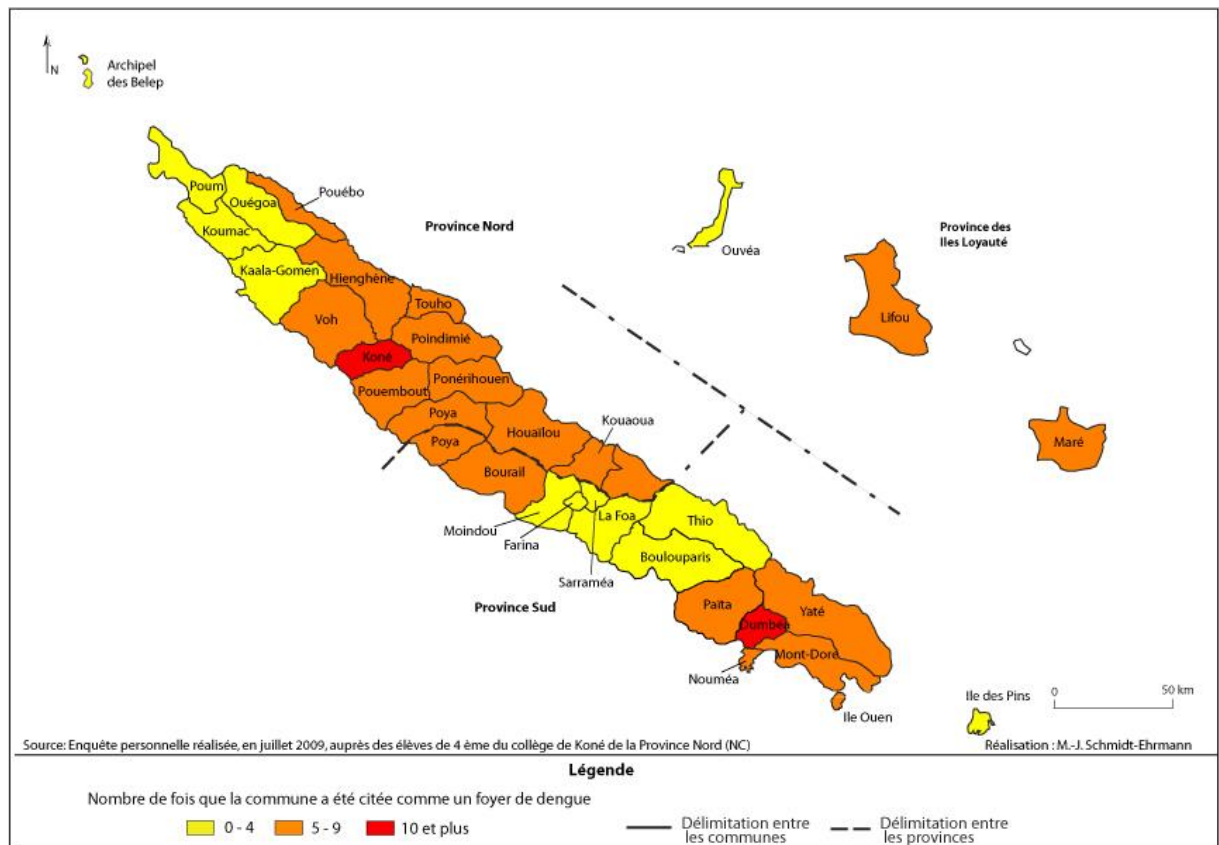 N
Archipel
des Belep
Poum
Ouégoa
Pouébo
Koumac
Province Nord
Ouvéa
Province des
Iles Loyauté
Kaala-Gomen
Hienghène
Touho
Lifou
Voh
Poindimié
Koné
Pouembout
Ponérihouen
Poya
Houaïlou
Kouaoua
Maré
Poya
Bourail
Moindou
La Foa
Thio
Farina
Boulouparis
Sarraméa
Province Sud
Païta
Yaté
Dumbéa
Mont-Doré
Nouméa
Ile des Pins
0 50 km
Ile Ouen
Source: Enquête personnelle réalisée, en juillet 2009, auprès des élèves de 4 ème du collège de Koné de la Province Nord (NC)
Réalisation : M.-J. Schmidt-Ehrmann
Légende
Nombre de fois que la commune a été citée comme un foyer de dengue
0 - 4 5 - 9 10 et plus
Délimitation entre
les communes
Délimitation entre
les provinces